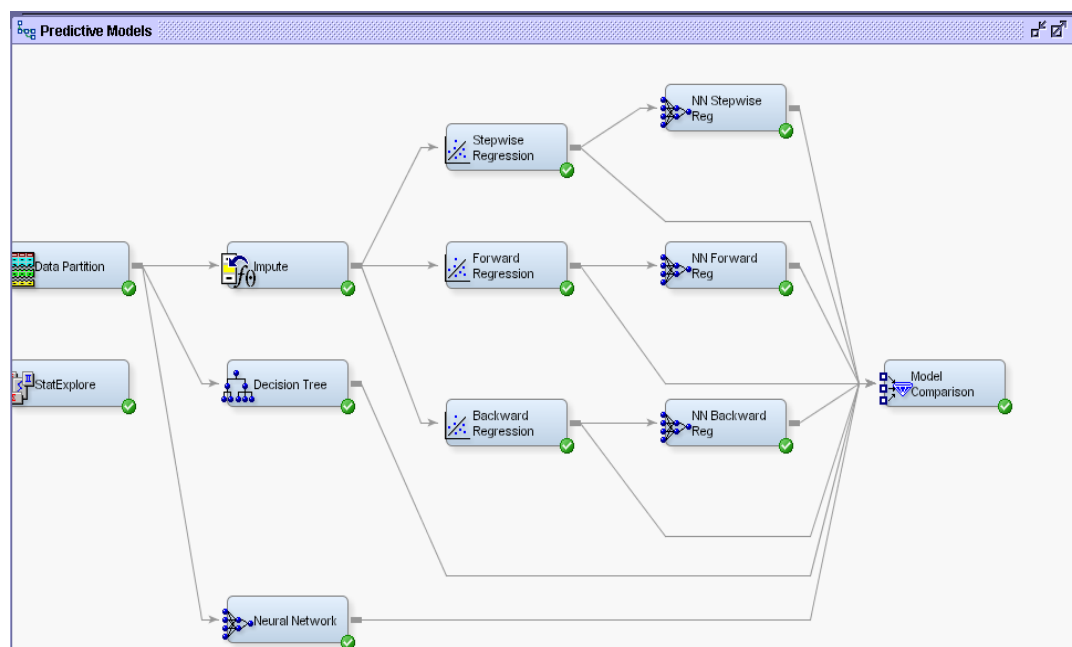 Predictive Models
NN Stepwise
Reg
Stepwise
Regression
Data Partition
Impute
Forward
Regression
NN Forward
Reg
StatExplore
Decision Tree
Model
Comparison
Backward
Regression
NN Backward
Reg
Neural Network